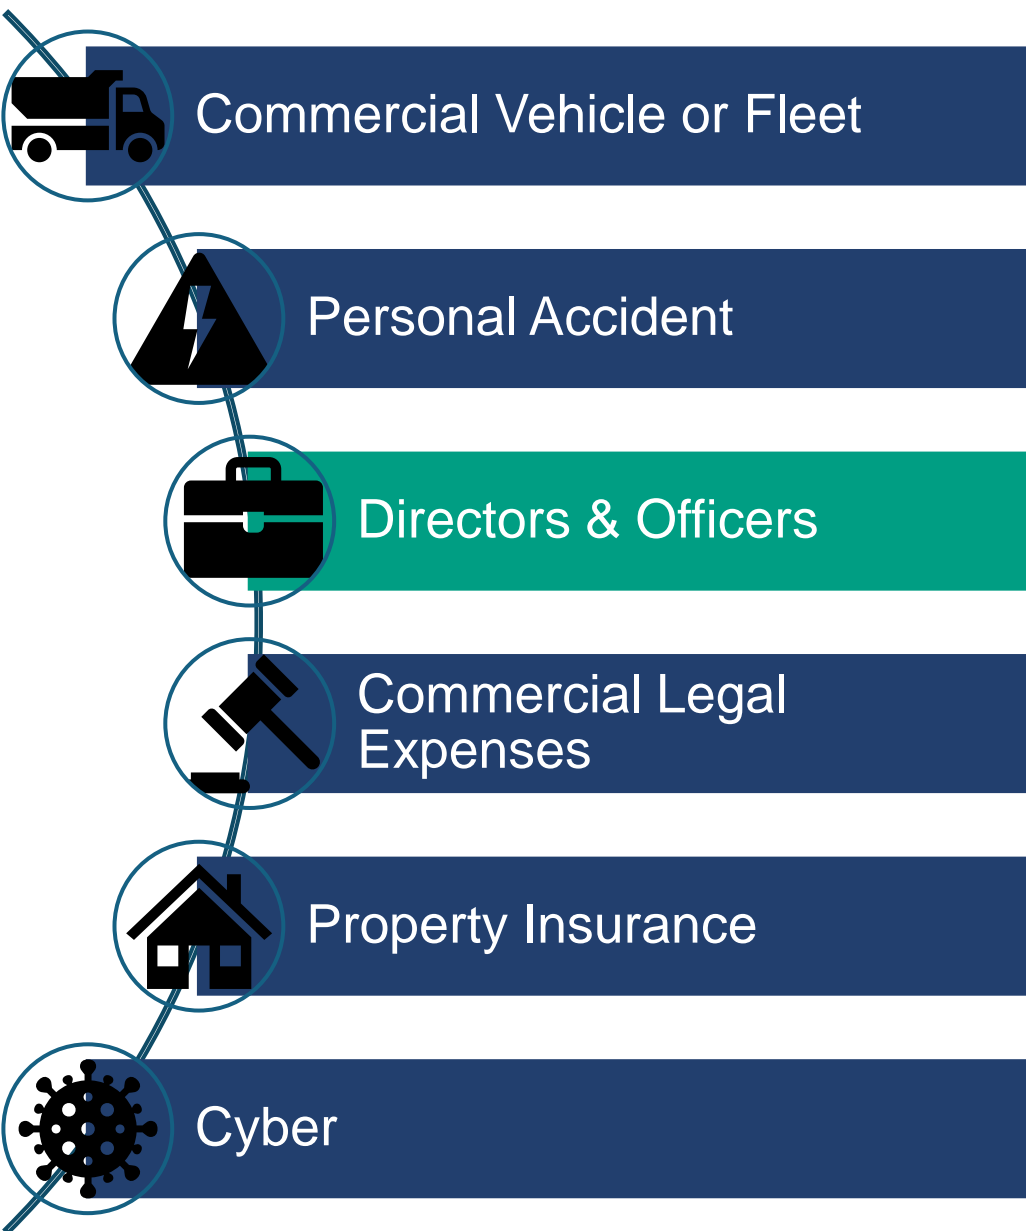 Commercial Vehicle or Fleet
Personal Accident
Directors & Officers
Commercial Legal
Expenses
Property Insurance
Cyber